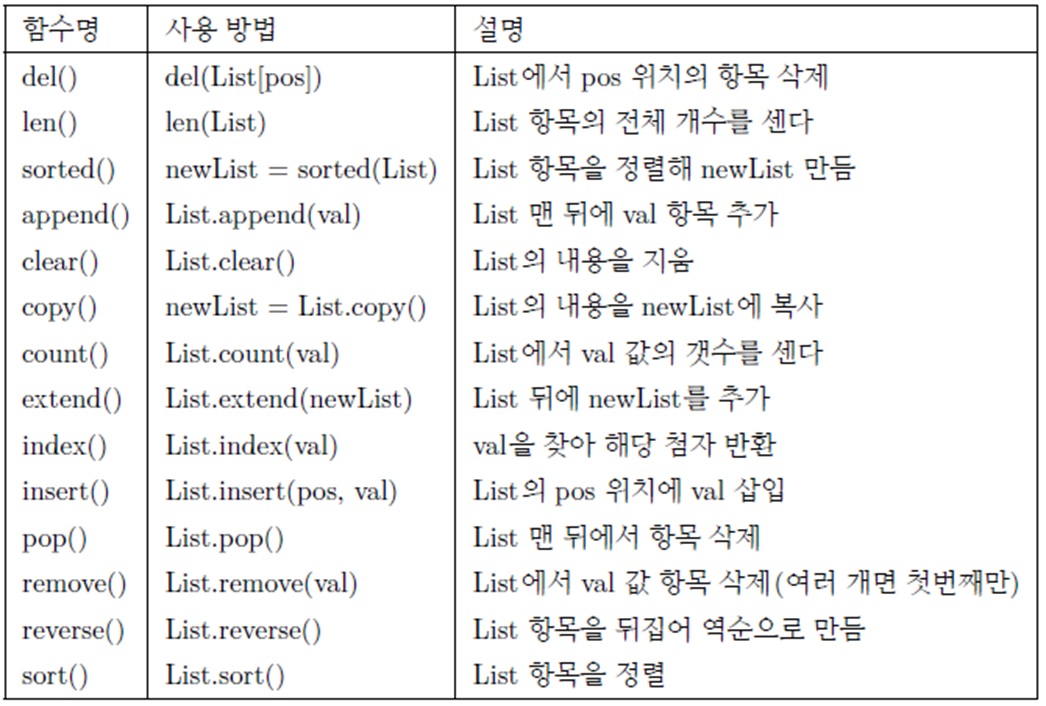 함수명 사용 방법 설명
del() del(List[pos]) List에서 pos 위치의 항목 삭제
len() len(List) List 항목의 전체 개수를 센다
sorted() newList = sorted(List) List 항목을 정렬해 newList 만듬
append() List.append(val) List 맨 뒤에 val 항목 추가
clear() List.clear() List의 내용을 지움
copy() newList = List.copy() List의 내용을 newList에 복사
count() List.count(val) List에서 val 값의 갯수를 센다
extend() List.extend(newList) List 뒤에 newList를 추가
index() List.index(val) val을 찾아 해당 첨자 반환
insert() List.insert(pos, val) List의 pos 위치에 val 삽입
pop() List.pop() List 맨 뒤에서 항목 삭제
remove() List.remove(val) List에서 val 값 항목 삭제(여러 개면 첫번째만)
reverse() List.reverse() List 항목을 뒤집어 역순으로 만듬
sort() List.sort() List 항목을 정렬